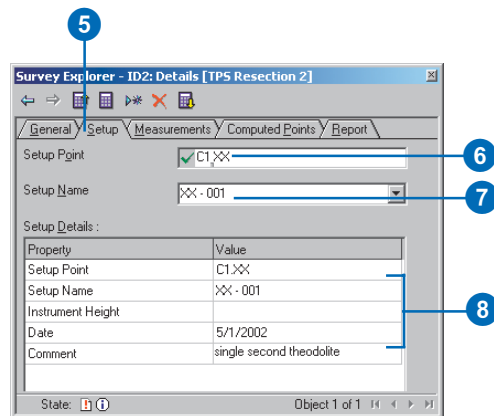 5
Survey Explorer - ID2: Details [TPS Resection 2]
General Setup Measurements Computed Points Report
Setup Point C1,XX
6
Setup Name XX - 001
7
Setup Details :
Property Value
Setup Point C1.XX
Setup Name XX - 001
Instrument Height
8
Date 5/1/2002
Comment single second theodolite
State: Object 1 of 1